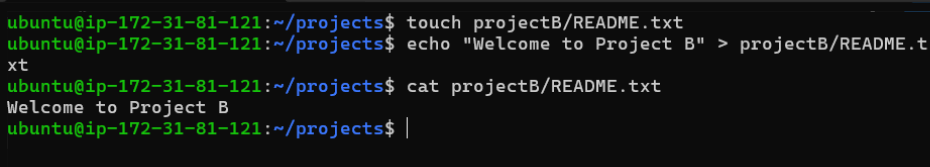 ubuntu@ip-172-31-81-121:~/projects$ touch projectB/README.txt
ubuntu@ip-172-31-81-121:~/projects$ echo "Welcome to Project B" > projectB/README.t
xt
ubuntu@ip-172-31-81-121:~/projects$ cat projectB/README.txt
Welcome to Project B
ubuntu@ip-172-31-81-121:~/projects$